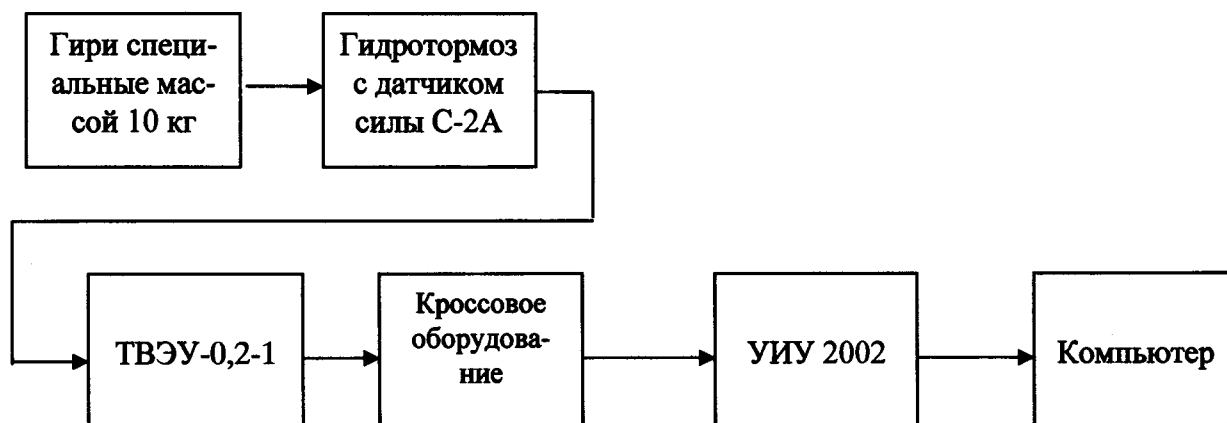 Гири специ-
альные мас-
сой 10 кг
Гидротормоз
с датчиком
силы С-2А
ТВЭУ-0,2-1
Кроссовое
оборудова-
ние
УИУ 2002
Компьютер